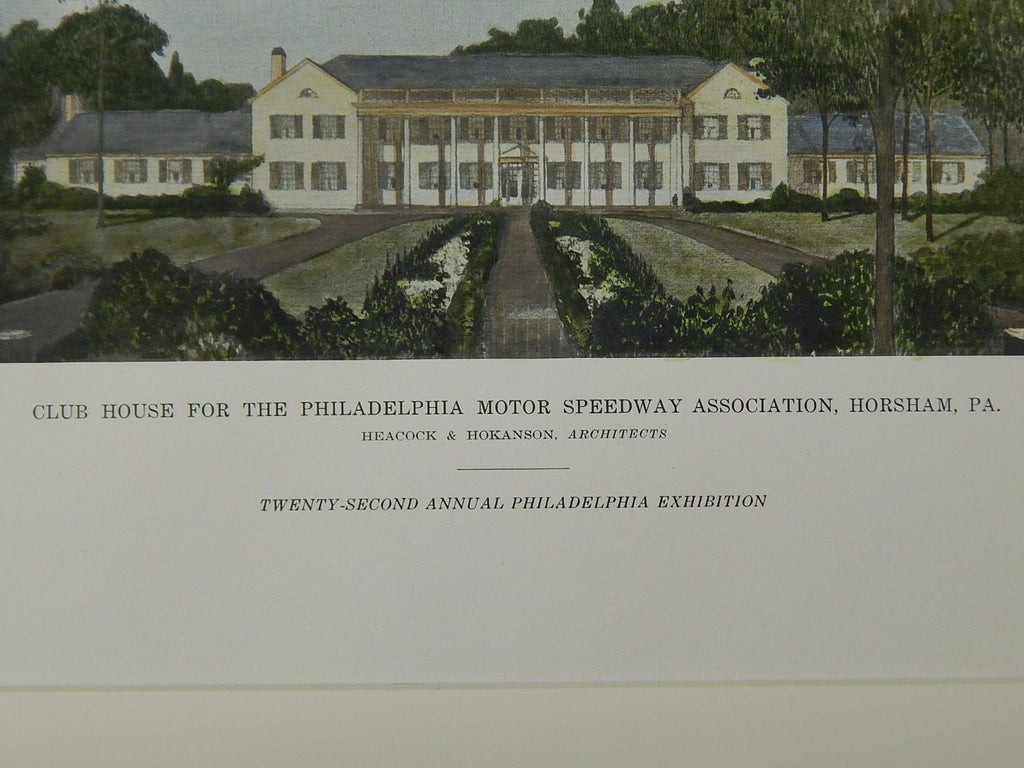 CLUB HOUSE FOR THE PHILADELPHIA MOTOR SPEEDWAY ASSOCIATION, HORSHAM, PA.
HEACOCK & HOKANSON, ARCHITECTS
TWENTY-SECOND ANNUAL PHILADELPHIA EXHIBITION